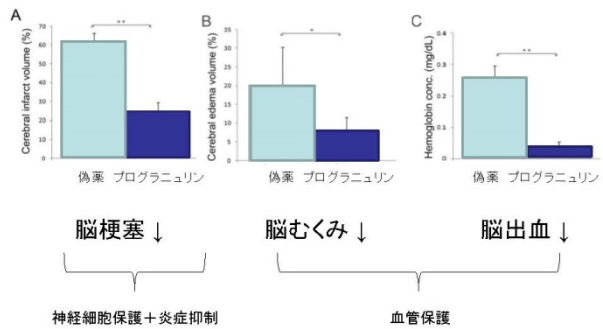 A
Cerebral infarct volume (%)
70
60
50
40
30
20
10
0
**
偽薬 プログラニュリン
B
Cerebral edema volume (%)
35
30
25
20
15
10
5
0
*
偽薬 プログラニュリン
C
Hemoglobin conc. (mg/dL)
0.4
0.3
0.2
0.1
0
**
偽薬 プログラニュリン
脳梗塞 ↓
脳むくみ ↓
脳出血 ↓
神経細胞保護＋炎症抑制
血管保護